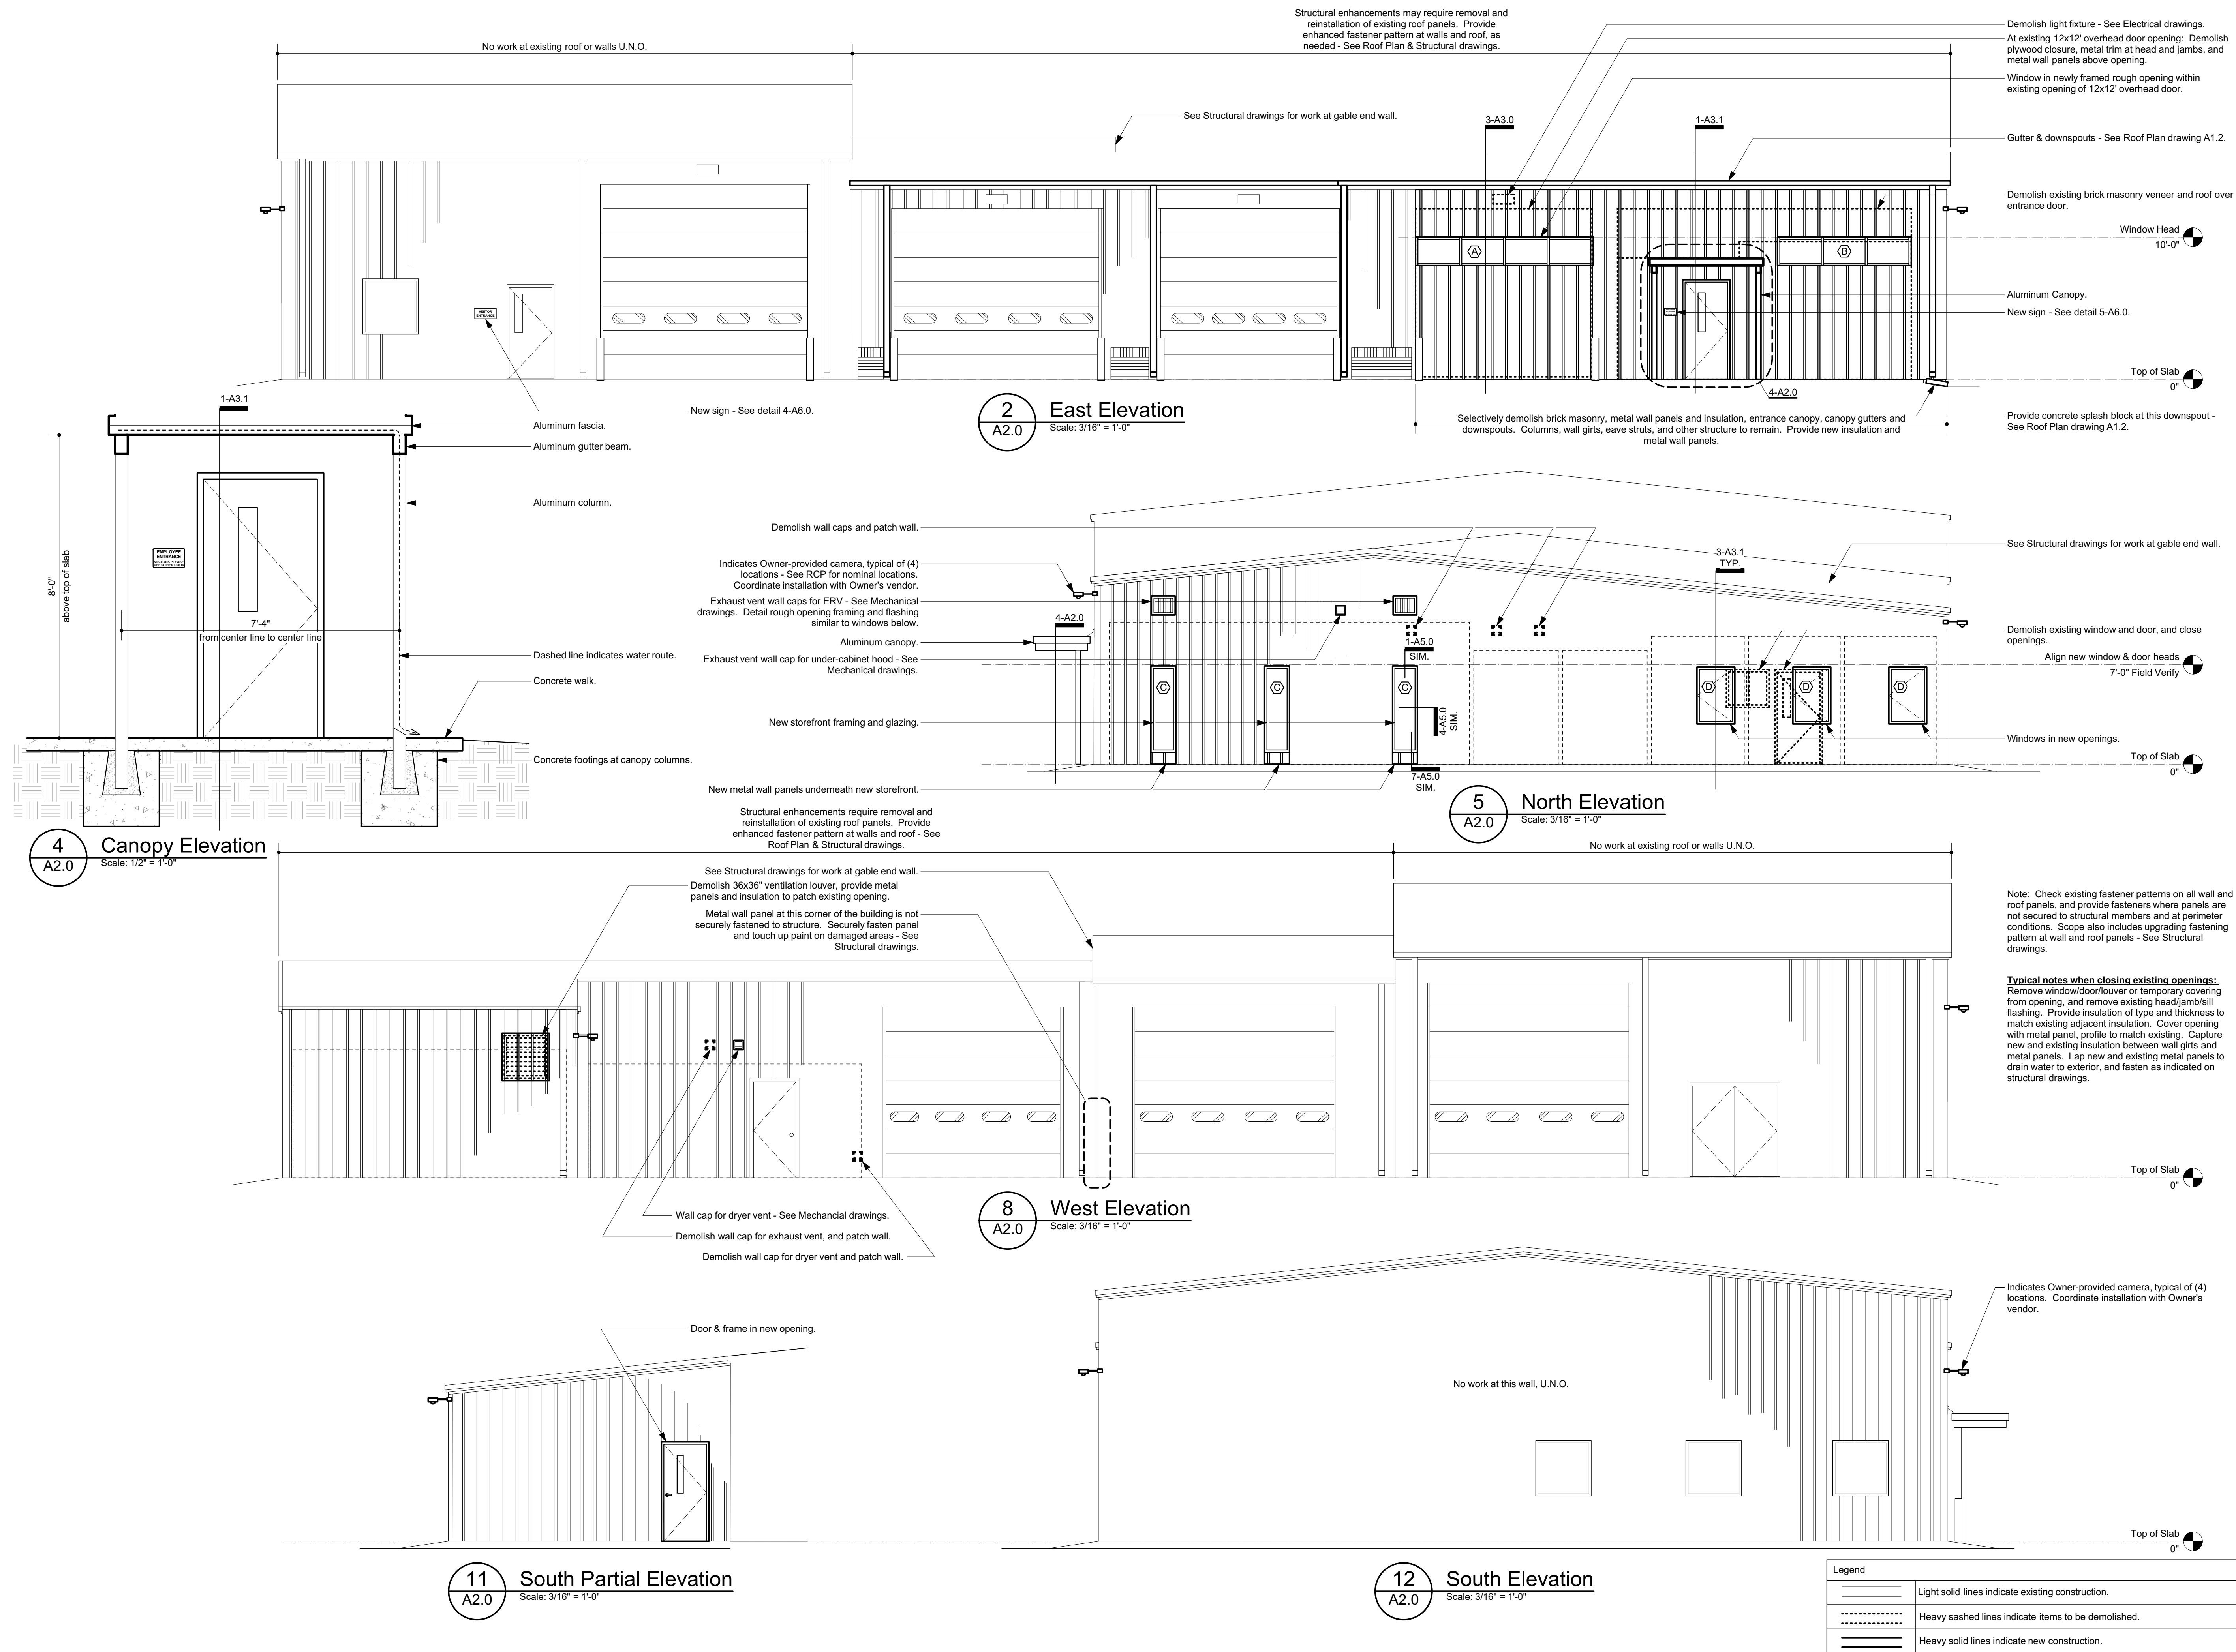 Structural enhancements may require removal and
reinstallation of existing roof panels.  Provide
enhanced fastener pattern at walls and roof, as
needed - See Roof Plan & Structural drawings.
No work at existing roof or walls U.N.O.
See Structural drawings for work at gable end wall.
3-A3.0
1-A3.1
Demolish light fixture - See Electrical drawings.
At existing 12x12' overhead door opening:  Demolish
plywood closure, metal trim at head and jambs, and
metal wall panels above opening.
Window in newly framed rough opening within
existing opening of 12x12' overhead door.
Gutter & downspouts - See Roof Plan drawing A1.2.
Demolish existing brick masonry veneer and roof over
entrance door.
Window Head
10'-0"
A
B
Aluminum Canopy.
New sign - See detail 5-A6.0.
VISITOR
ENTRANCE
Top of Slab
0"
4-A2.0
Provide concrete splash block at this downspout -
See Roof Plan drawing A1.2.
New sign - See detail 4-A6.0.
2
A2.0
East Elevation
Scale: 3/16" = 1'-0"
Selectively demolish brick masonry, metal wall panels and insulation, entrance canopy, canopy gutters and
downspouts.  Columns, wall girts, eave struts, and other structure to remain.  Provide new insulation and
metal wall panels.
1-A3.1
Aluminum fascia.
Aluminum gutter beam.
Aluminum column.
8'-0"
above top of slab
EMPLOYEE
ENTRANCE
VISITORS PLEASE
USE OTHER DOOR
7'-4"
from center line to center line
Dashed line indicates water route.
Concrete walk.
Concrete footings at canopy columns.
4
A2.0
Canopy Elevation
Scale: 1/2" = 1'-0"
Demolish wall caps and patch wall.
Indicates Owner-provided camera, typical of (4)
locations - See RCP for nominal locations.
Coordinate installation with Owner's vendor.
Exhaust vent wall caps for ERV - See Mechanical
drawings.  Detail rough opening framing and flashing
similar to windows below.
Aluminum canopy.
Exhaust vent wall cap for under-cabinet hood - See
Mechanical drawings.
New storefront framing and glazing.
New metal wall panels underneath new storefront.
4-A2.0
1-A5.0
SIM.
3-A3.1
TYP.
C
C
C
D
D
D
4-A5.0
SIM.
7-A5.0
SIM.
See Structural drawings for work at gable end wall.
Demolish existing window and door, and close
openings.
Align new window & door heads
7'-0" Field Verify
Windows in new openings.
Top of Slab
0"
5
A2.0
North Elevation
Scale: 3/16" = 1'-0"
Structural enhancements require removal and
reinstallation of existing roof panels.  Provide
enhanced fastener pattern at walls and roof - See
Roof Plan & Structural drawings.
No work at existing roof or walls U.N.O.
See Structural drawings for work at gable end wall.
Demolish 36x36" ventilation louver, provide metal
panels and insulation to patch existing opening.
Metal wall panel at this corner of the building is not
securely fastened to structure.  Securely fasten panel
and touch up paint on damaged areas - See
Structural drawings.
Note:  Check existing fastener patterns on all wall and
roof panels, and provide fasteners where panels are
not secured to structural members and at perimeter
conditions.  Scope also includes upgrading fastening
pattern at wall and roof panels - See Structural
drawings.
Typical notes when closing existing openings:
Remove window/door/louver or temporary covering
from opening, and remove existing head/jamb/sill
flashing.  Provide insulation of type and thickness to
match existing adjacent insulation.  Cover opening
with metal panel, profile to match existing.  Capture
new and existing insulation between wall girts and
metal panels.  Lap new and existing metal panels to
drain water to exterior, and fasten as indicated on
structural drawings.
Top of Slab
0"
Wall cap for dryer vent - See Mechancial drawings.
Demolish wall cap for exhaust vent, and patch wall.
Demolish wall cap for dryer vent and patch wall.
8
A2.0
West Elevation
Scale: 3/16" = 1'-0"
Door & frame in new opening.
Indicates Owner-provided camera, typical of (4)
locations.  Coordinate installation with Owner's
vendor.
No work at this wall, U.N.O.
Top of Slab
0"
11
A2.0
South Partial Elevation
Scale: 3/16" = 1'-0"
12
A2.0
South Elevation
Scale: 3/16" = 1'-0"
Legend
Light solid lines indicate existing construction.
Heavy sashed lines indicate items to be demolished.
Heavy solid lines indicate new construction.